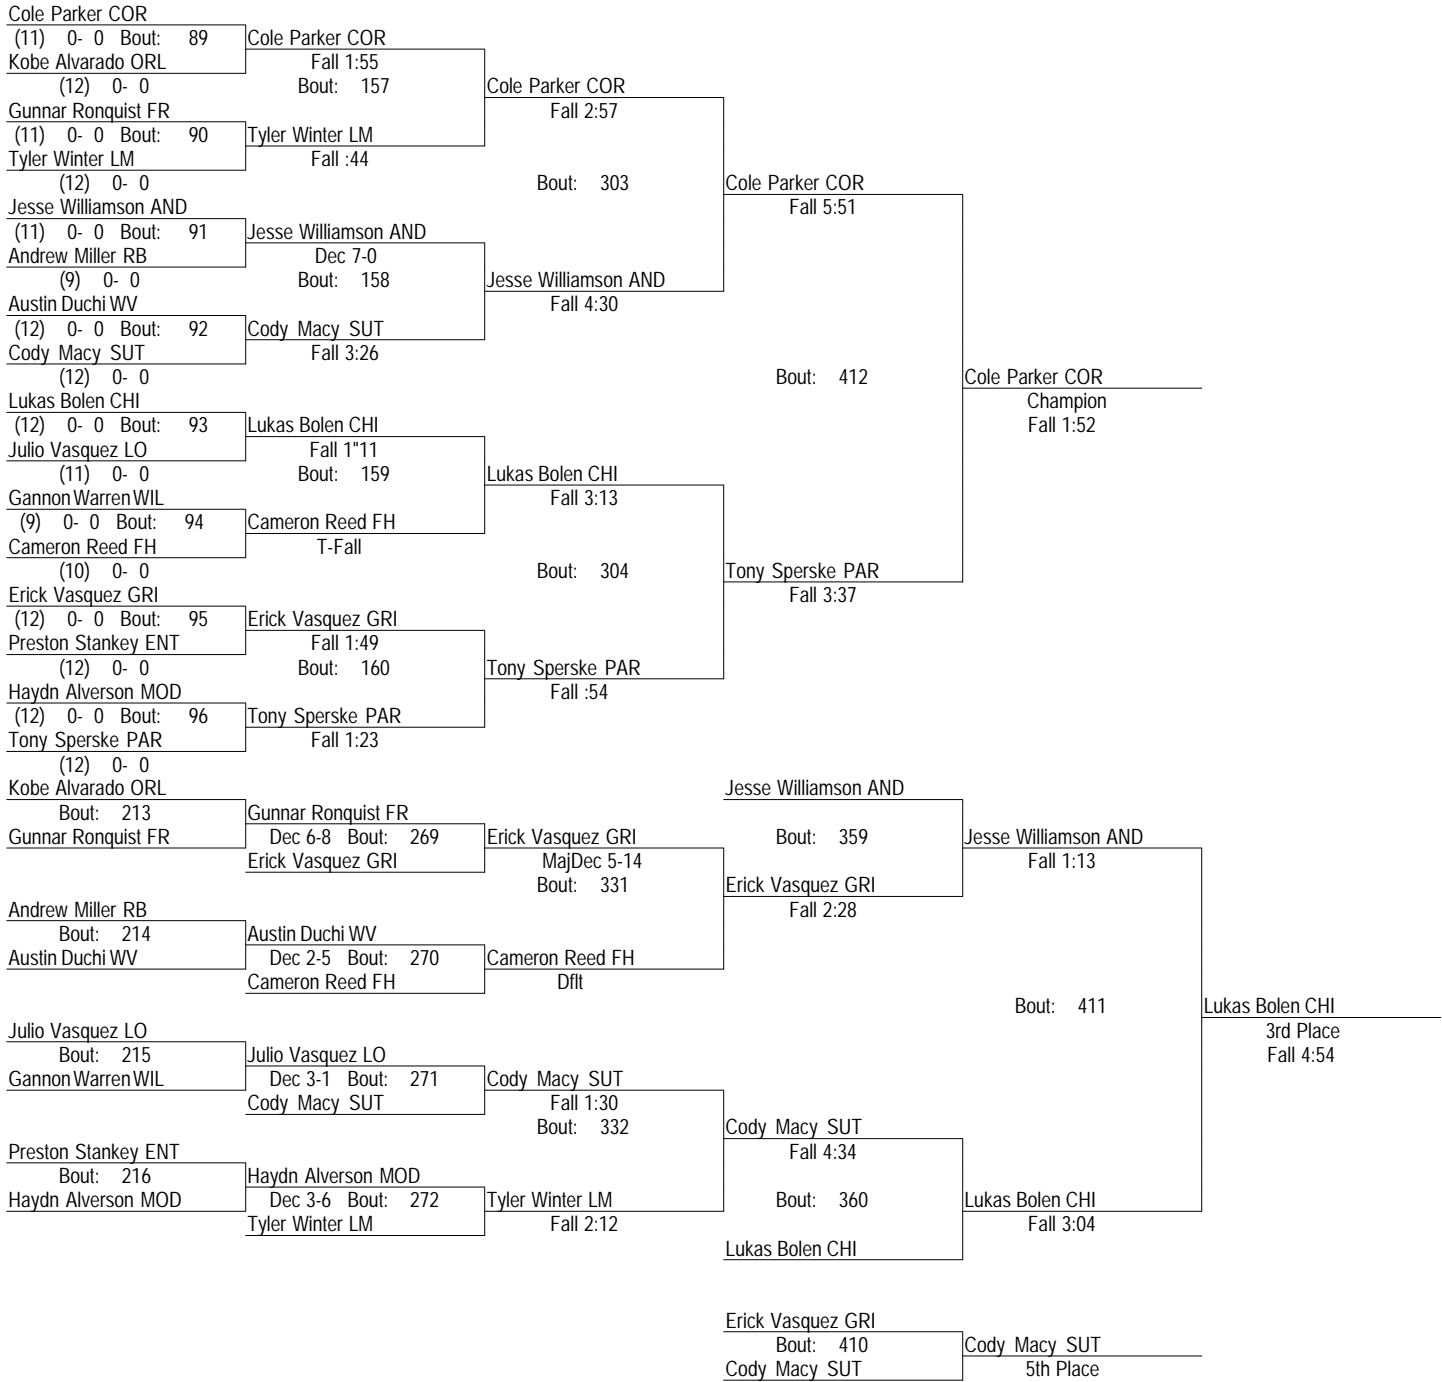 Cole Parker COR
(11) 0- 0 Bout: 89 Cole Parker COR
Kobe Alvarado ORL Fall 1:55
(12) 0- 0 Bout: 157 Cole Parker COR
Gunnar Ronquist FR Fall 2:57
(11) 0- 0 Bout: 90 Tyler Winter LM
Tyler Winter LM Fall :44
(12) 0- 0 Bout: 303 Cole Parker COR
Jesse Williamson AND Fall 5:51
(11) 0- 0 Bout: 91 Jesse Williamson AND
Andrew Miller RB Dec 7-0
(9) 0- 0 Bout: 158 Jesse Williamson AND
Austin Duchi WV Fall 4:30
(12) 0- 0 Bout: 92 Cody Macy SUT
Cody Macy SUT Fall 3:26
(12) 0- 0 Bout: 412 Cole Parker COR
Lukas Bolen CHI Champion
(12) 0- 0 Bout: 93 Lukas Bolen CHI Fall 1:52
Julio Vasquez LO Fall 1"11
(11) 0- 0 Bout: 159 Lukas Bolen CHI
Gannon Warren WIL Fall 3:13
(9) 0- 0 Bout: 94 Cameron Reed FH
Cameron Reed FH T-Fall
(10) 0- 0 Bout: 304 Tony Sperske PAR
Erick Vasquez GRI Fall 3:37
(12) 0- 0 Bout: 95 Erick Vasquez GRI
Preston Stankey ENT Fall 1:49
(12) 0- 0 Bout: 160 Tony Sperske PAR
Haydn Alverson MOD Fall :54
(12) 0- 0 Bout: 96 Tony Sperske PAR
Tony Sperske PAR Fall 1:23
(12) 0- 0
Kobe Alvarado ORL Jesse Williamson AND
Bout: 213 Gunnar Ronquist FR
Gunnar Ronquist FR Dec 6-8 Bout: 269 Erick Vasquez GRI Bout: 359 Jesse Williamson AND
Erick Vasquez GRI MajDec 5-14 Fall 1:13
Bout: 331 Erick Vasquez GRI
Andrew Miller RB Fall 2:28
Bout: 214 Austin Duchi WV
Austin Duchi WV Dec 2-5 Bout: 270 Cameron Reed FH
Cameron Reed FH Dflt
Bout: 411 Lukas Bolen CHI
Julio Vasquez LO 3rd Place
Bout: 215 Julio Vasquez LO Fall 4:54
Gannon Warren WIL Dec 3-1 Bout: 271 Cody Macy SUT
Cody Macy SUT Fall 1:30
Bout: 332 Cody Macy SUT
Preston Stankey ENT Fall 4:34
Bout: 216 Haydn Alverson MOD
Haydn Alverson MOD Dec 3-6 Bout: 272 Tyler Winter LM Bout: 360 Lukas Bolen CHI
Tyler Winter LM Fall 2:12 Fall 3:04
Lukas Bolen CHI
Erick Vasquez GRI
Bout: 410 Cody Macy SUT
Cody Macy SUT 5th Place